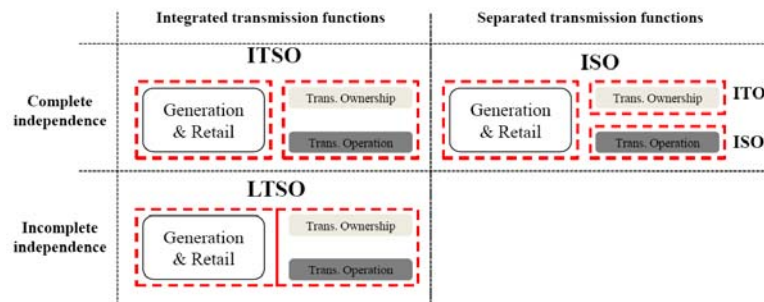 Integrated transmission functions
Separated transmission functions
ITSO
ISO
Complete
independence
Generation
& Retail
Trans. Ownership
Trans. Operation
Generation
& Retail
Trans. Ownership
ITO
Trans. Operation
ISO
LTSO
Incomplete
independence
Generation
& Retail
Trans. Ownership
Trans. Operation